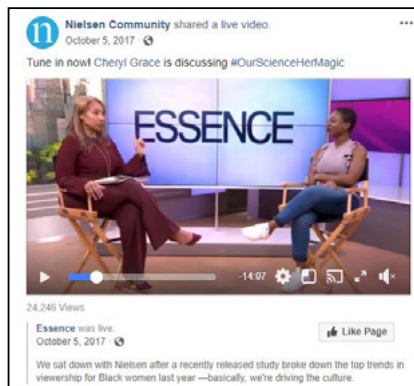 n
Nielsen Community shared a live video.
October 5, 2017 ·
...
Tune in now! Cheryl Grace is discussing #OurScienceHerMagic
ESSENCE
-14:07
24,246 Views
Essence was live.
October 5, 2017 ·
Like Page
We sat down with Nielsen after a recently released study broke down the top trends in
viewership for Black women last year —basically, we're driving the culture.